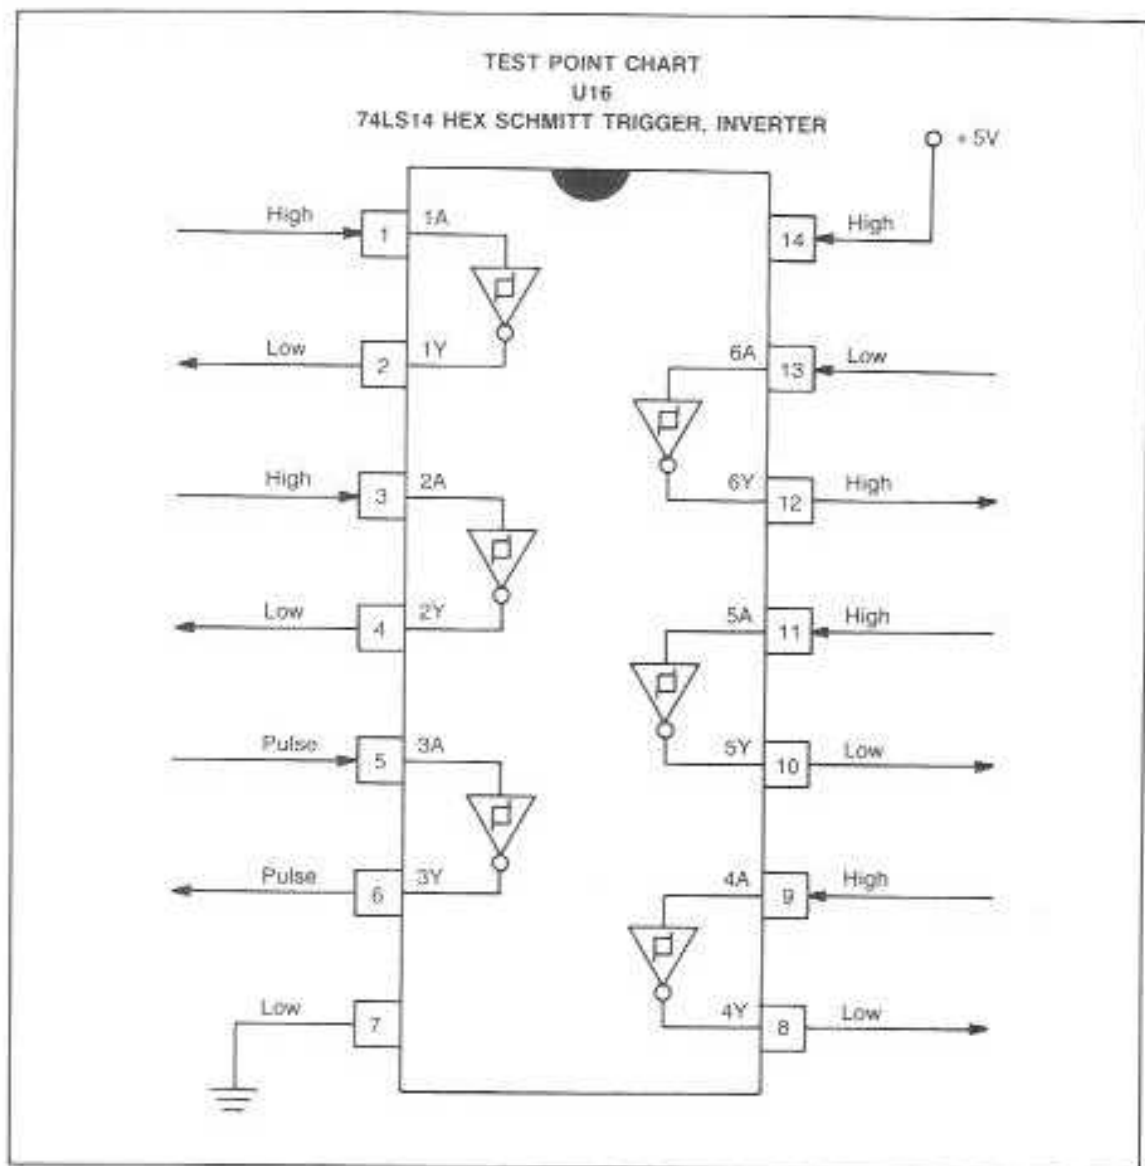 TEST POINT CHART
U16
74LS14 HEX SCHMITT TRIGGER, INVERTER
+5V
High 1 1A
14 High
Low 2 1Y
6A 13 Low
High 3 2A
6Y 12 High
Low 4 2Y
5A 11 High
Pulse 5 3A
5Y 10 Low
Pulse 6 3Y
4A 9 High
Low 7
4Y 8 Low